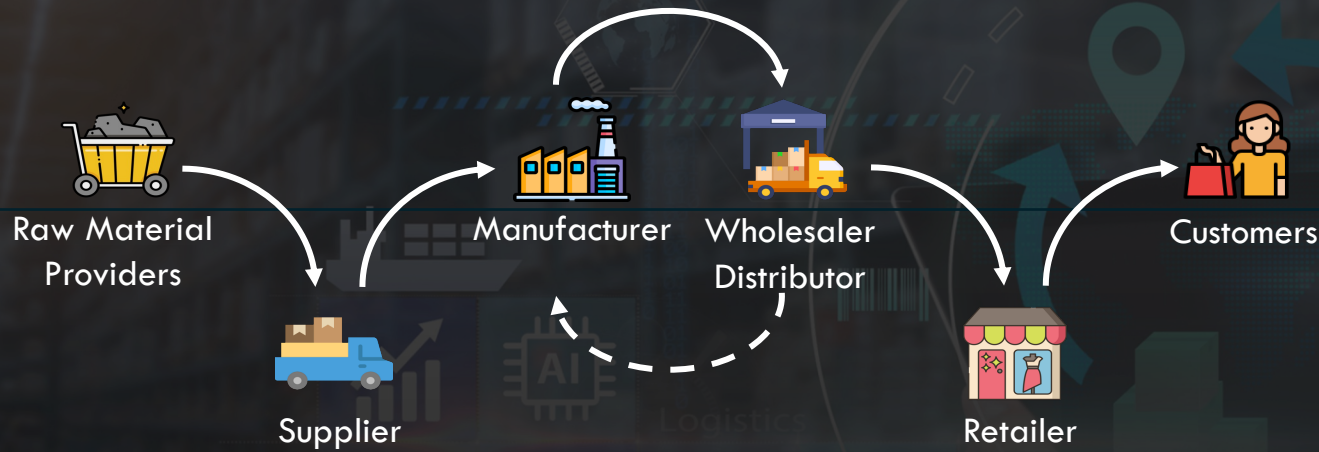 Raw Material
Providers
Supplier
Manufacturer
Wholesaler
Distributor
Retailer
Customers
AI
Logistics